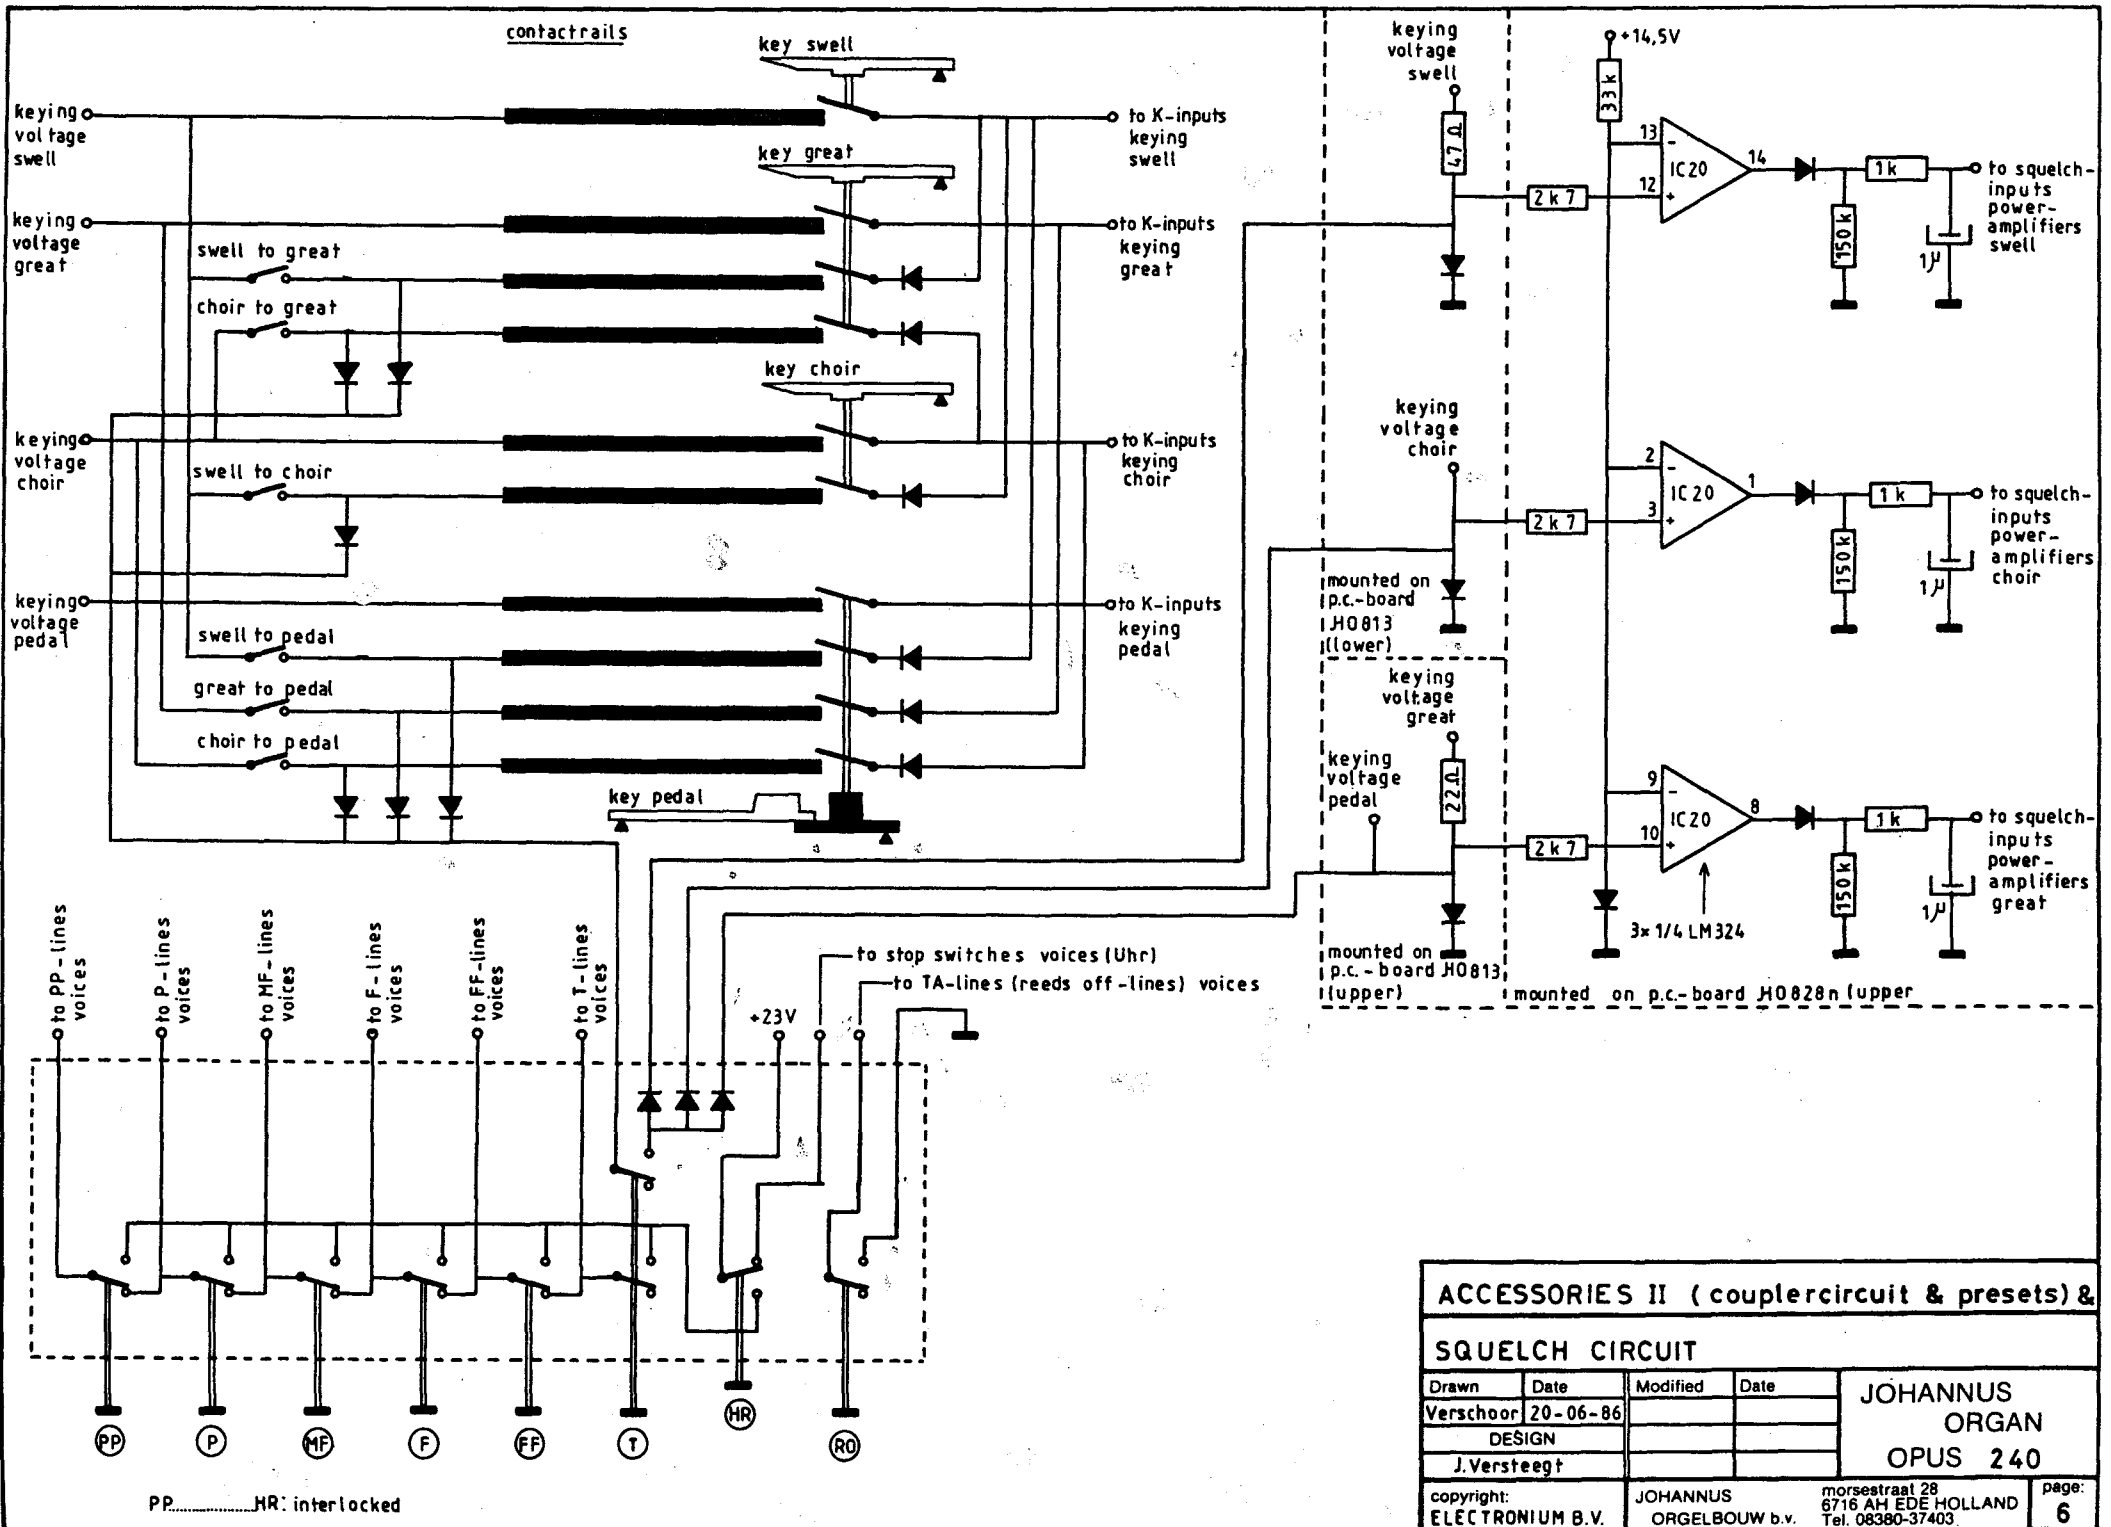 contactrails
key swell
keying
voltage
swell
to K-inputs
keying
swell
key great
keying
voltage
great
to K-inputs
keying
great
swell to great
choir to great
key choir
keying
voltage
choir
to K-inputs
keying
choir
swell to choir
keying
voltage
pedal
to K-inputs
keying
pedal
swell to pedal
great to pedal
choir to pedal
key pedal
keying
voltage
swell
47Ω
+14,5V
33k
13
-
IC20
14
12
+
2k7
1k
150k
1µ
to squelch-
inputs
power-
amplifiers
swell
keying
voltage
choir
2
-
IC20
1
3
+
2k7
1k
150k
1µ
to squelch-
inputs
power-
amplifiers
choir
mounted on
p.c.-board
JHO813
(lower)
keying
voltage
great
22Ω
keying
voltage
pedal
9
-
IC20
8
10
+
2k7
1k
150k
1µ
to squelch-
inputs
power-
amplifiers
great
3x 1/4 LM324
mounted on
p.c.-board JHO813
(upper)
mounted on p.c.-board JHO828n (upper
to PP-lines
voices
to P-lines
voices
to MF-lines
voices
to F-lines
voices
to FF-lines
voices
to T-lines
voices
to stop switches voices (Uhr)
to TA-lines (reeds off-lines) voices
+23V
PP
P
MF
F
FF
T
HR
RO
PP..............HR: interlocked
ACCESSORIES II (couplercircuit & presets) &
SQUELCH CIRCUIT
Drawn Date Modified Date
Verschoor 20-06-86
DESIGN
J.Versteegt
JOHANNUS
ORGAN
OPUS 240
copyright:
ELECTRONIUM B.V.
JOHANNUS
ORGELBOUW b.v.
morsestraat 28
6716 AH EDE HOLLAND
Tel. 08380-37403
page:
6